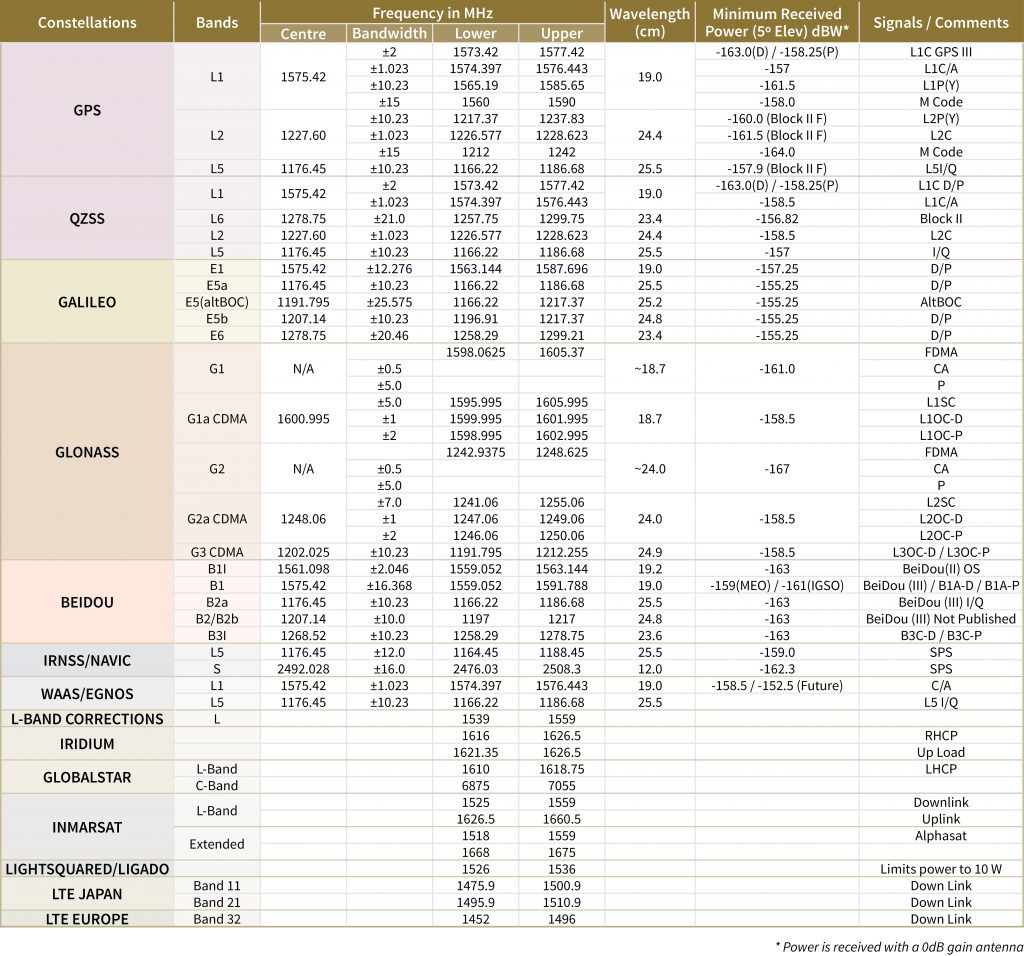 Constellations Bands Frequency in MHz Wavelength (cm) Minimum Received Power (5º Elev) dBW* Signals / Comments
Centre Bandwidth Lower Upper
GPS L1 1575.42 ±2 1573.42 1577.42 19.0 -163.0(D) / -158.25(P) L1C GPS III
±1.023 1574.397 1576.443 -157 L1C/A
±10.23 1565.19 1585.65 -161.5 L1P(Y)
±15 1560 1590 -158.0 M Code
L2 1227.60 ±10.23 1217.37 1237.83 24.4 -160.0 (Block II F) L2P(Y)
±1.023 1226.577 1228.623 -161.5 (Block II F) L2C
±15 1212 1242 -164.0 M Code
L5 1176.45 ±10.23 1166.22 1186.68 25.5 -157.9 (Block II F) L5I/Q
QZSS L1 1575.42 ±2 1573.42 1577.42 19.0 -163.0(D) / -158.25(P) L1C D/P
±1.023 1574.397 1576.443 -158.5 L1C/A
L6 1278.75 ±21.0 1257.75 1299.75 23.4 -156.82 Block II
L2 1227.60 ±1.023 1226.577 1228.623 24.4 -158.5 L2C
L5 1176.45 ±10.23 1166.22 1186.68 25.5 -157 I/Q
GALILEO E1 1575.42 ±12.276 1563.144 1587.696 19.0 -157.25 D/P
E5a 1176.45 ±10.23 1166.22 1186.68 25.5 -155.25 D/P
E5(altBOC) 1191.795 ±25.575 1166.22 1217.37 25.2 -155.25 AltBOC
E5b 1207.14 ±10.23 1196.91 1217.37 24.8 -155.25 D/P
E6 1278.75 ±20.46 1258.29 1299.21 23.4 -155.25 D/P
GLONASS G1 N/A 1598.0625 1605.37 ~18.7 -161.0 FDMA
±0.5 CA
±5.0 P
G1a CDMA 1600.995 ±5.0 1595.995 1605.995 18.7 -158.5 L1SC
±1 1599.995 1601.995 L1OC-D
±2 1598.995 1602.995 L1OC-P
G2 N/A 1242.9375 1248.625 ~24.0 -167 FDMA
±0.5 CA
±5.0 P
G2a CDMA 1248.06 ±7.0 1241.06 1255.06 24.0 -158.5 L2SC
±1 1247.06 1249.06 L2OC-D
±2 1246.06 1250.06 L2OC-P
G3 CDMA 1202.025 ±10.23 1191.795 1212.255 24.9 -158.5 L3OC-D / L3OC-P
BEIDOU B1I 1561.098 ±2.046 1559.052 1563.144 19.2 -163 BeiDou(II) OS
B1 1575.42 ±16.368 1559.052 1591.788 19.0 -159(MEO) / -161(IGSO) BeiDou (III) / B1A-D / B1A-P
B2a 1176.45 ±10.23 1166.22 1186.68 25.5 -163 BeiDou (III) I/Q
B2/B2b 1207.14 ±10.0 1197 1217 24.8 -163 BeiDou (III) Not Published
B3I 1268.52 ±10.23 1258.29 1278.75 23.6 -163 B3C-D / B3C-P
IRNSS/NAVIC L5 1176.45 ±12.0 1164.45 1188.45 25.5 -159.0 SPS
S 2492.028 ±16.0 2476.03 2508.3 12.0 -162.3 SPS
WAAS/EGNOS L1 1575.42 ±1.023 1574.397 1576.443 19.0 -158.5 / -152.5 (Future) C/A
L5 1176.45 ±10.23 1166.22 1186.68 25.5 L5 I/Q
L-BAND CORRECTIONS L 1539 1559
IRIDIUM 1616 1626.5 RHCP
1621.35 1626.5 Up Load
GLOBALSTAR L-Band 1610 1618.75 LHCP
C-Band 6875 7055
INMARSAT L-Band 1525 1559 Downlink
1626.5 1660.5 Uplink
Extended 1518 1559 Alphasat
1668 1675
LIGHTSQUARED/LIGADO 1526 1536 Limits power to 10 W
LTE JAPAN Band 11 1475.9 1500.9 Down Link
Band 21 1495.9 1510.9 Down Link
LTE EUROPE Band 32 1452 1496 Down Link
* Power is received with a 0dB gain antenna